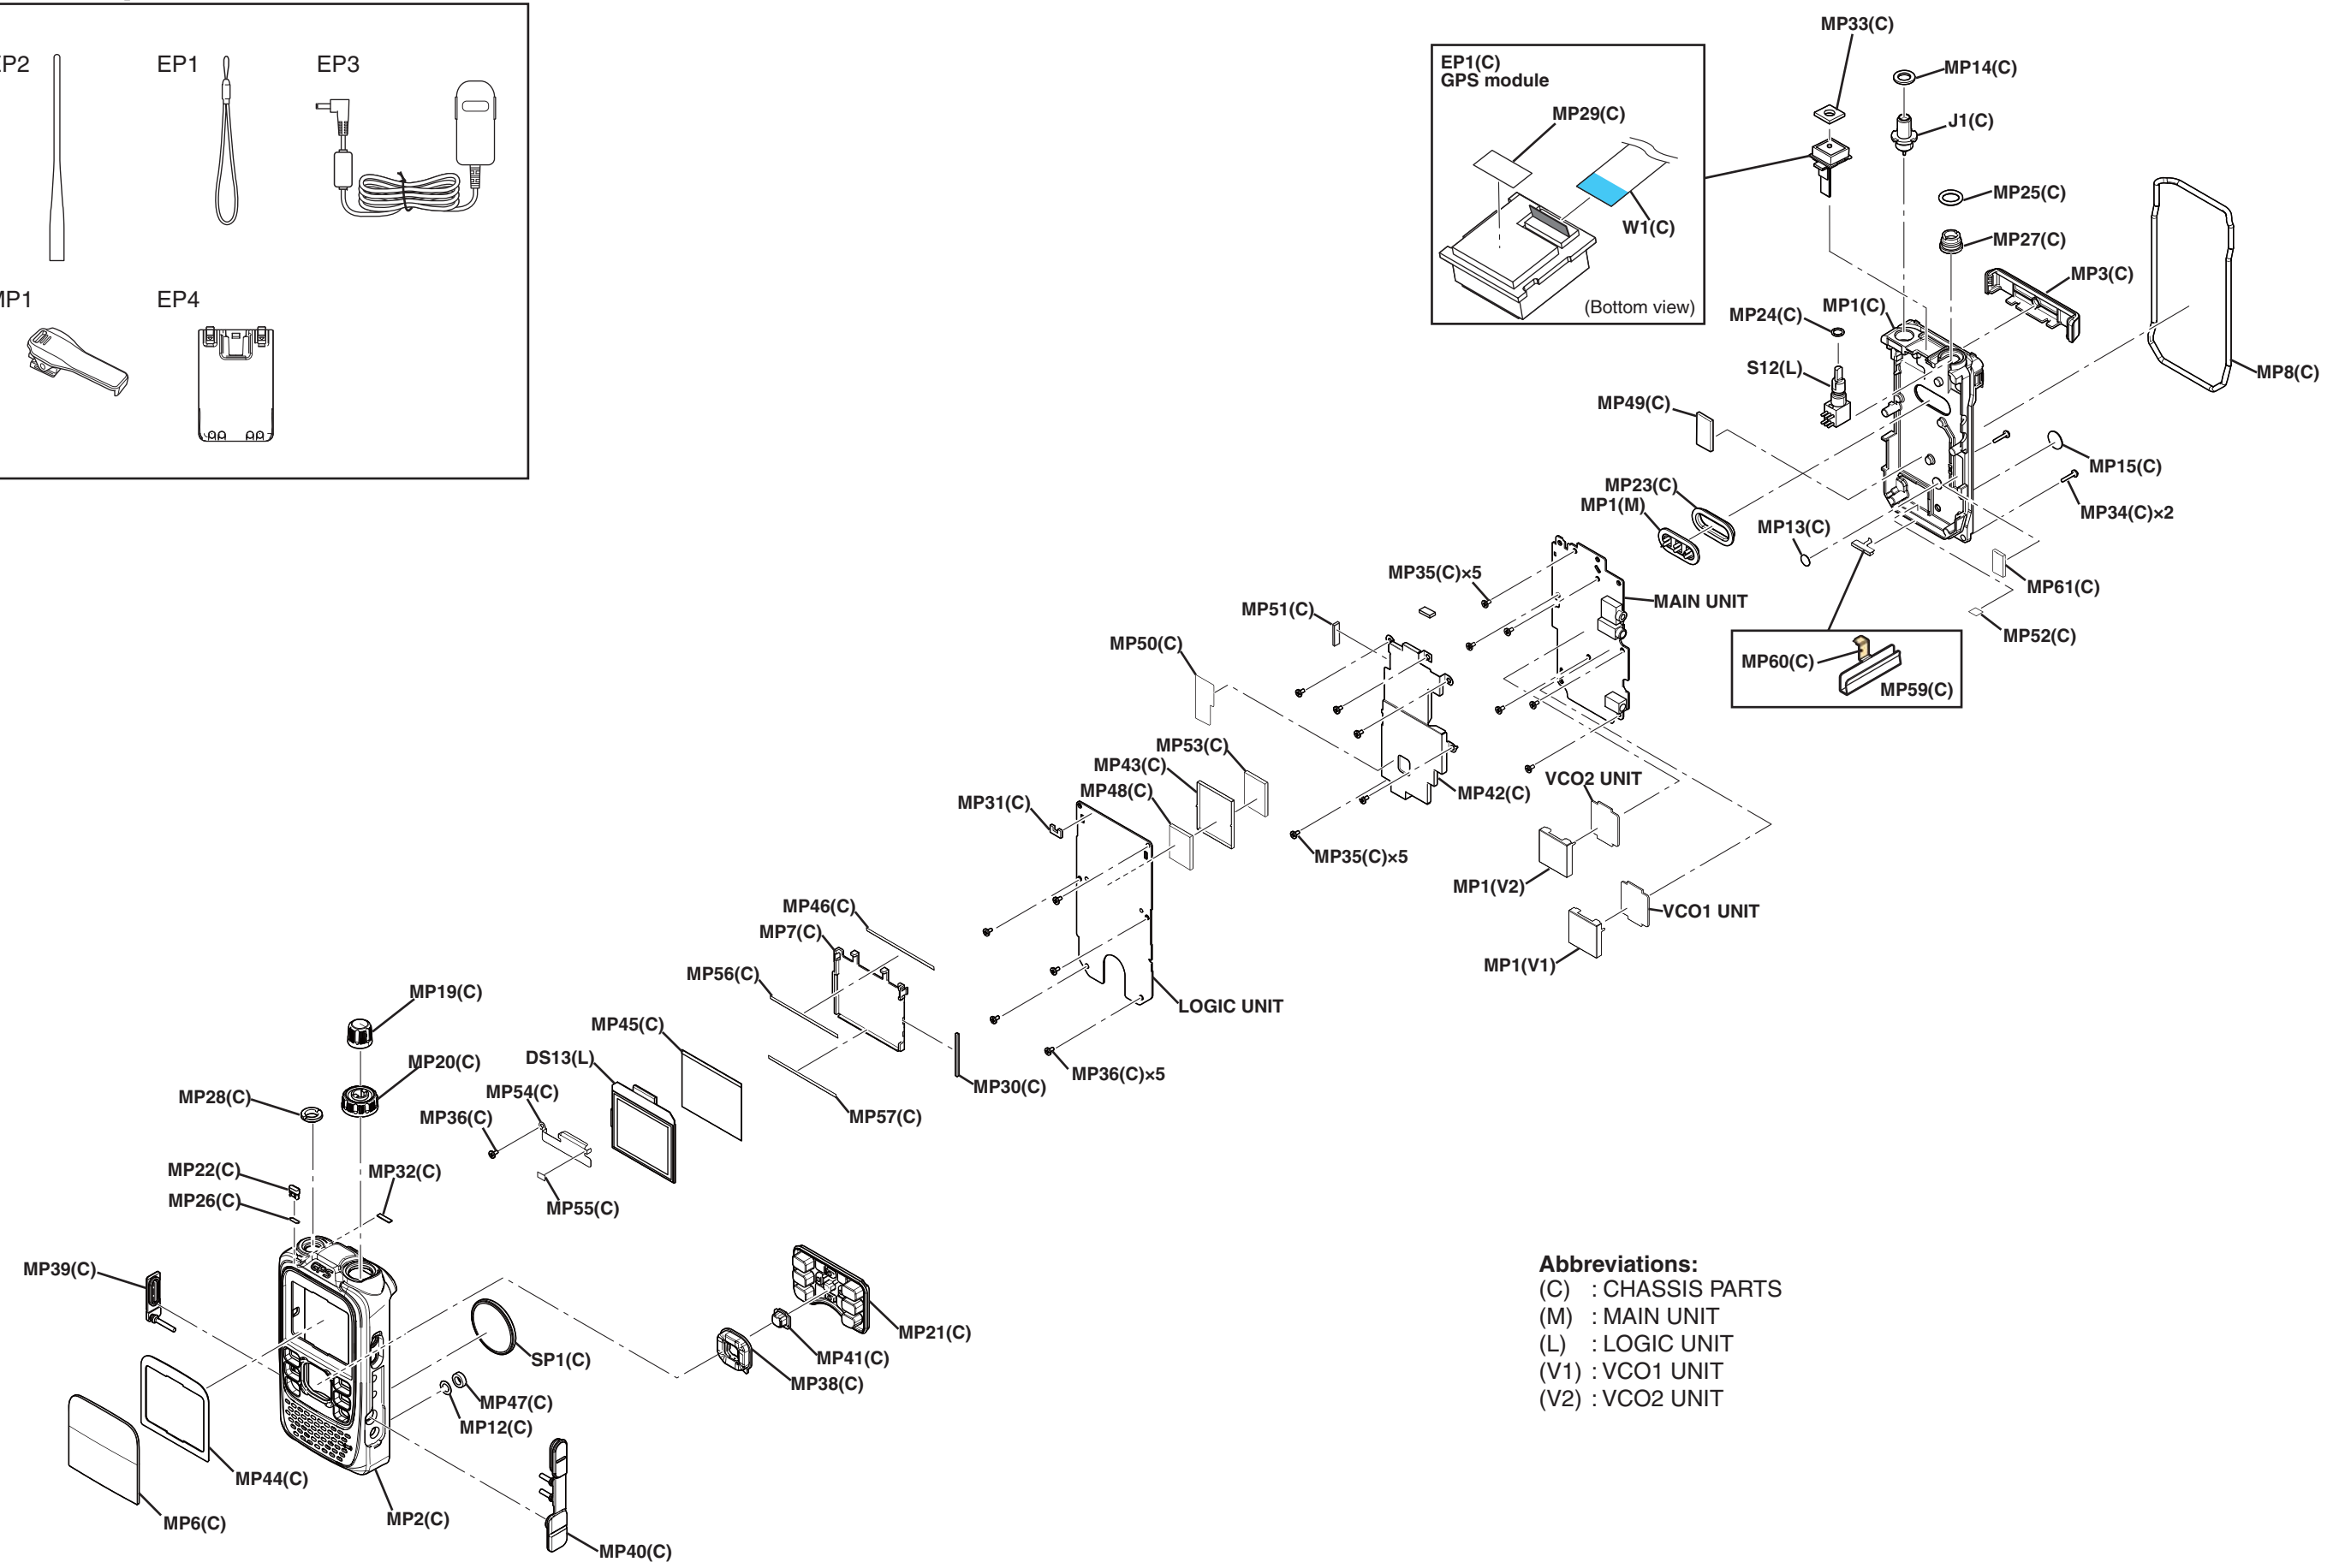 EP1
EP3
EP4
MP33(C)
MP14(C)
J1(C)
EP1(C)
GPS module
MP29(C)
W1(C)
(Bottom view)
MP25(C)
MP27(C)
MP3(C)
MP1(C)
MP24(C)
S12(L)
MP8(C)
MP49(C)
MP15(C)
MP23(C)
MP1(M)
MP34(C)×2
MP13(C)
MP35(C)×5
MP61(C)
MAIN UNIT
MP51(C)
MP52(C)
MP50(C)
MP60(C)
MP59(C)
MP53(C)
MP43(C)
MP48(C)
VCO2 UNIT
MP42(C)
MP31(C)
MP35(C)×5
MP1(V2)
VCO1 UNIT
MP1(V1)
MP46(C)
MP7(C)
MP56(C)
LOGIC UNIT
MP19(C)
MP45(C)
DS13(L)
MP20(C)
MP36(C)×5
MP30(C)
MP28(C)
MP54(C)
MP36(C)
MP57(C)
MP22(C)
MP32(C)
MP26(C)
MP55(C)
MP39(C)
GPS
MP21(C)
SP1(C)
MP41(C)
MP38(C)
MP47(C)
MP12(C)
MP44(C)
MP6(C)
MP2(C)
MP40(C)
Abbreviations:
(C) : CHASSIS PARTS
(M) : MAIN UNIT
(L) : LOGIC UNIT
(V1) : VCO1 UNIT
(V2) : VCO2 UNIT